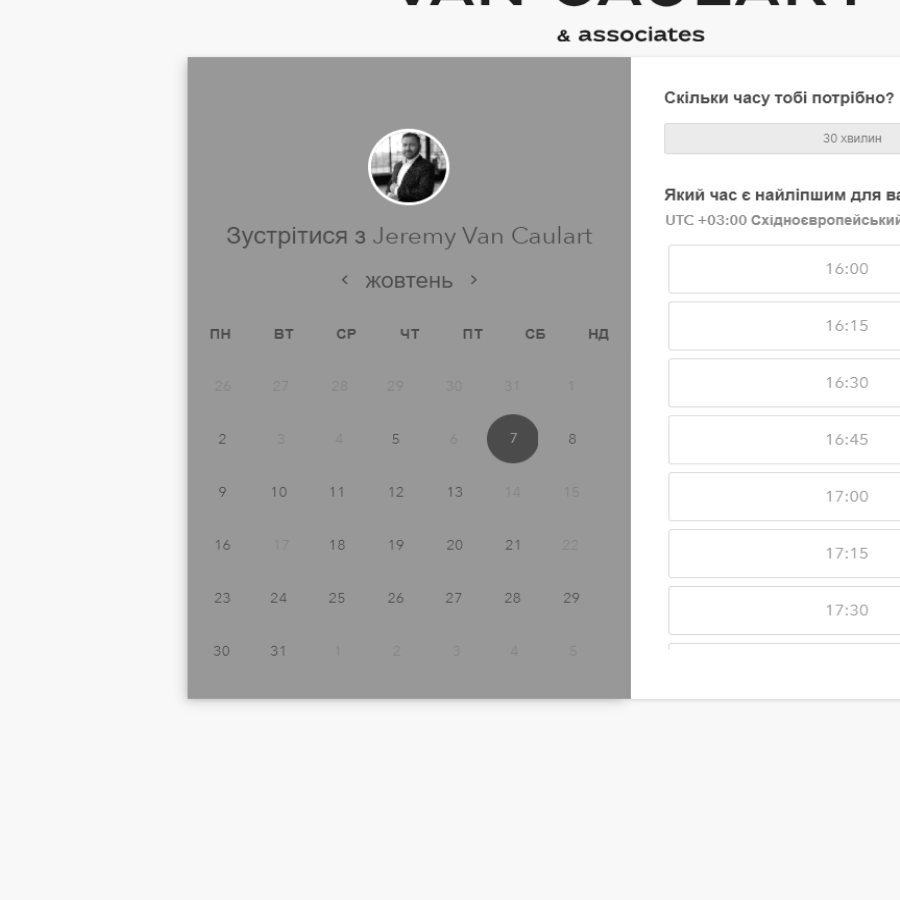 VAN CAULART
& associates
Зустрітися з Jeremy Van Caulart
жовтень
ПН ВТ СР ЧТ ПТ СБ НД
26 27 28 29 30 31 1
2 3 4 5 6 7 8
9 10 11 12 13 14 15
16 17 18 19 20 21 22
23 24 25 26 27 28 29
30 31 1 2 3 4 5
Скільки часу тобі потрібно?
30 хвилин
Який час є найліпшим для ва
UTC +03:00 Східноєвропейський
16:00
16:15
16:30
16:45
17:00
17:15
17:30